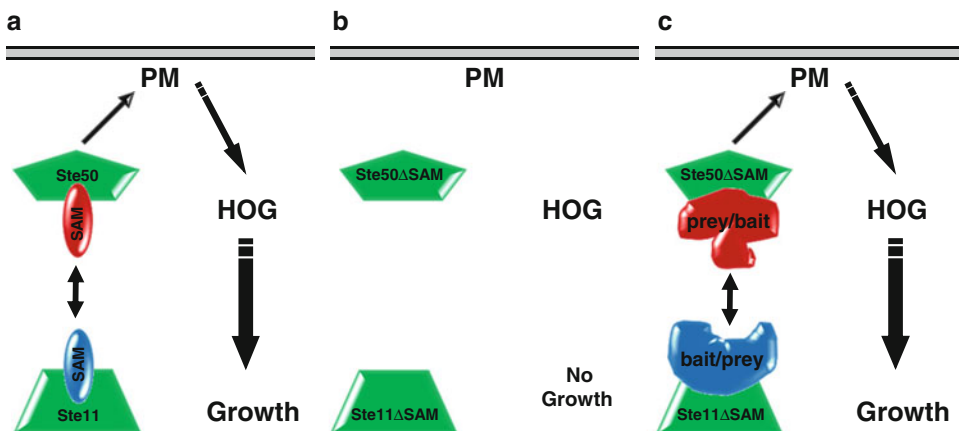 a
PM
Ste50
SAM
HOG
SAM
Ste11
Growth
b
PM
Ste50ΔSAM
HOG
Ste11ΔSAM
No
Growth
c
PM
Ste50ΔSAM
prey/bait
HOG
bait/prey
Ste11ΔSAM
Growth